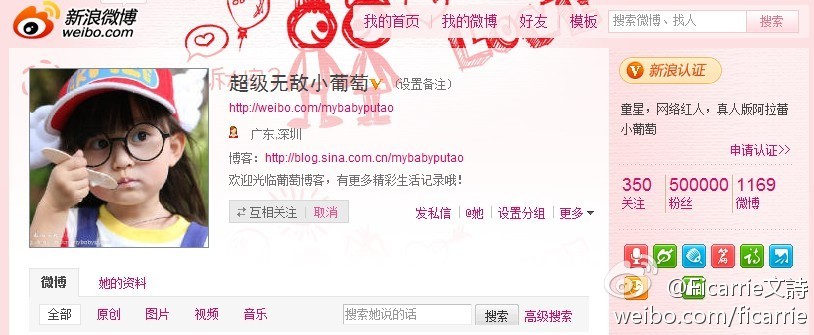 新浪微博
weibo.com
我的首页 我的微博 好友 模板
搜索微博、找人 搜索
超级无敌小葡萄 V (设置备注)
http://weibo.com/mybabyputao
广东,深圳
博客：http://blog.sina.com.cn/mybabyputao
欢迎光临葡萄博客，有更多精彩生活记录哦！
互相关注 | 取消
发私信 | @她 | 设置分组 | 更多
V 新浪认证
童星，网络红人，真人版阿拉蕾
小葡萄
申请认证>>
350 500000 1169
关注 粉丝 微博
微博 她的资料
全部 原创 图片 视频 音乐
搜索她说的话 搜索 高级搜索
@Ficarrie文詩
weibo.com/ficarrie